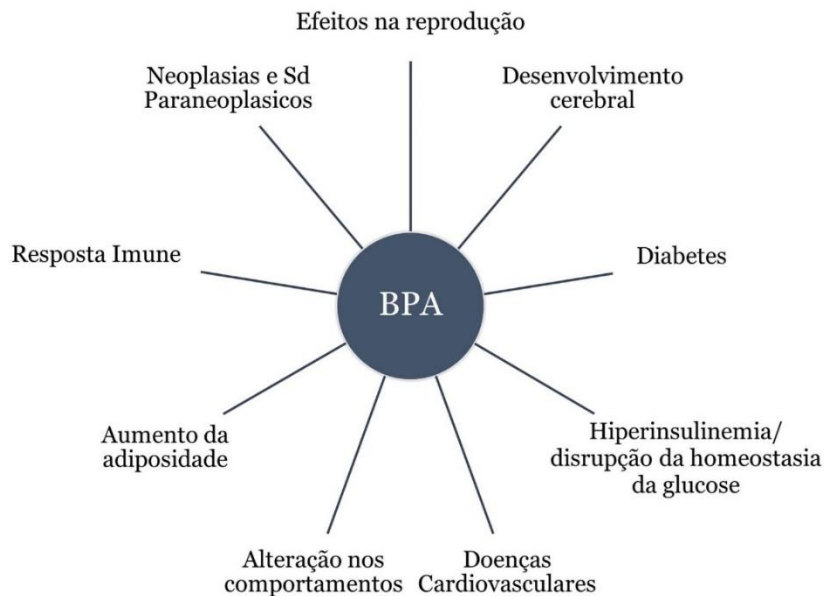 Efeitos na reprodução
Neoplasias e Sd
Paraneoplasicos
Desenvolvimento
cerebral
Resposta Imune
Diabetes
BPA
Aumento da
adiposidade
Hiperinsulinemia/
disrupção da homeostasia
da glucose
Alteração nos
comportamentos
Doenças
Cardiovasculares